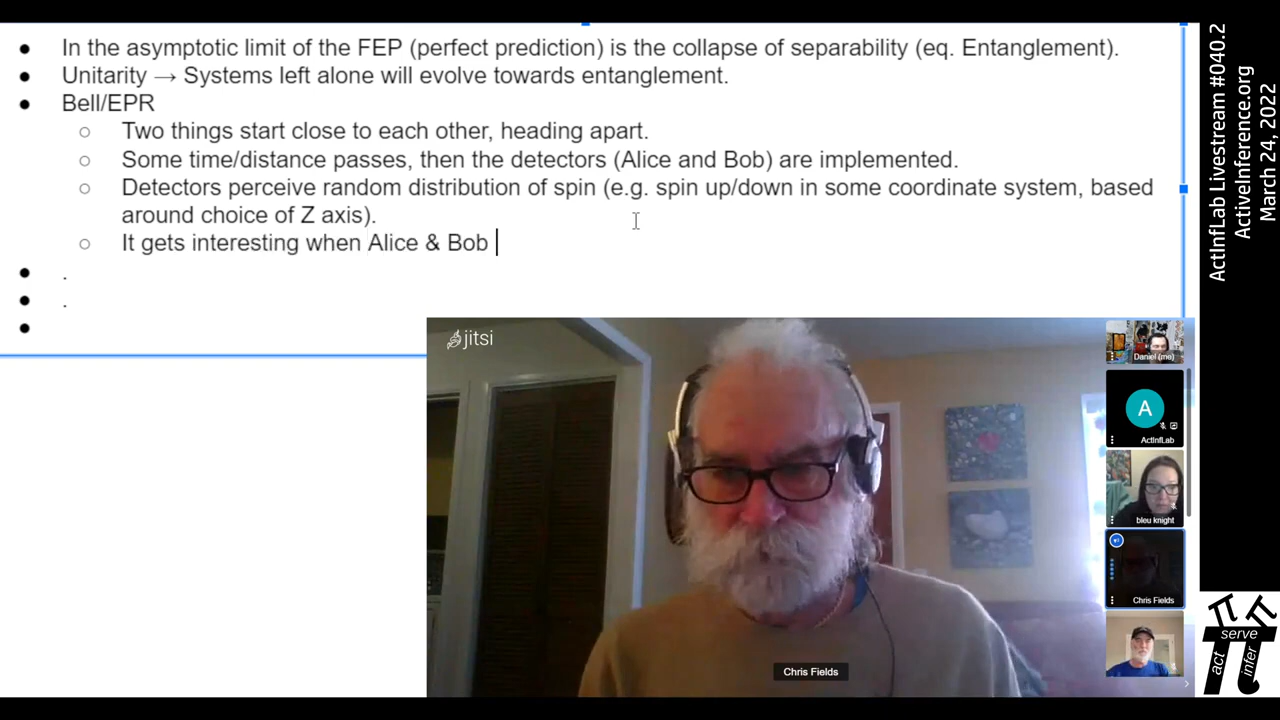 ● In the asymptotic limit of the FEP (perfect prediction) is the collapse of separability (eq. Entanglement).
● Unitarity → Systems left alone will evolve towards entanglement.
● Bell/EPR
○ Two things start close to each other, heading apart.
○ Some time/distance passes, then the detectors (Alice and Bob) are implemented.
○ Detectors perceive random distribution of spin (e.g. spin up/down in some coordinate system, based
around choice of Z axis).
○ It gets interesting when Alice & Bob
● .
● .
●
jitsi
Daniel (me)
A
ActInfLab
bleu knight
Chris Fields
Chris Fields
ActInfLab Livestream #040.2
ActiveInference.org
March 24, 2022
act
serve
infer